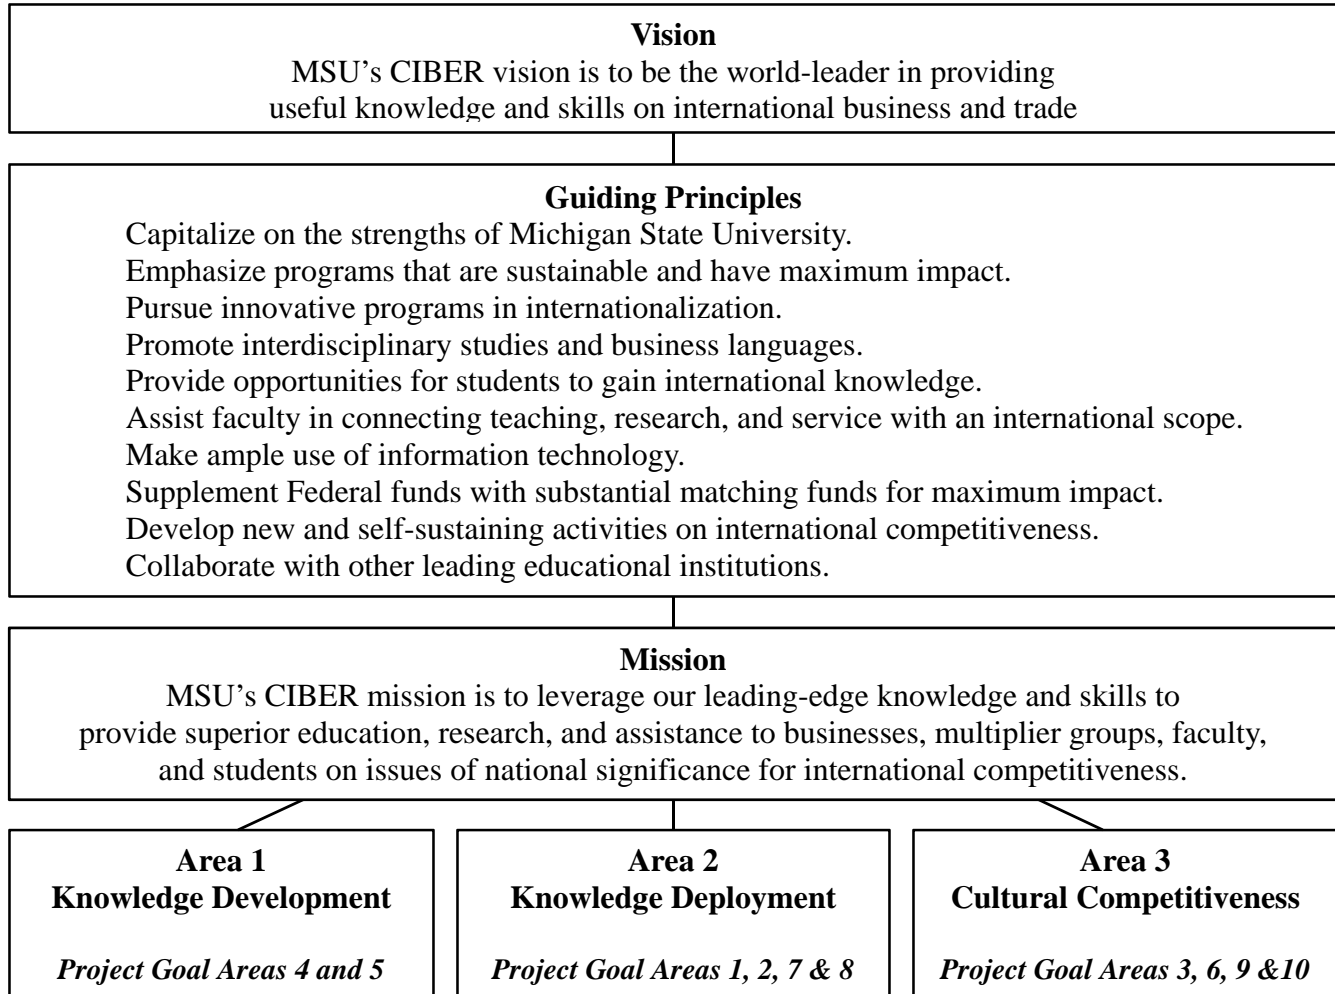 Vision
MSU’s CIBER vision is to be the world-leader in providing
useful knowledge and skills on international business and trade
Guiding Principles
Capitalize on the strengths of Michigan State University.
Emphasize programs that are sustainable and have maximum impact.
Pursue innovative programs in internationalization.
Promote interdisciplinary studies and business languages.
Provide opportunities for students to gain international knowledge.
Assist faculty in connecting teaching, research, and service with an international scope.
Make ample use of information technology.
Supplement Federal funds with substantial matching funds for maximum impact.
Develop new and self-sustaining activities on international competitiveness.
Collaborate with other leading educational institutions.
Mission
MSU’s CIBER mission is to leverage our leading-edge knowledge and skills to
provide superior education, research, and assistance to businesses, multiplier groups, faculty,
and students on issues of national significance for international competitiveness.
Area 1
Knowledge Development
Project Goal Areas 4 and 5
Area 2
Knowledge Deployment
Project Goal Areas 1, 2, 7 & 8
Area 3
Cultural Competitiveness
Project Goal Areas 3, 6, 9 &10